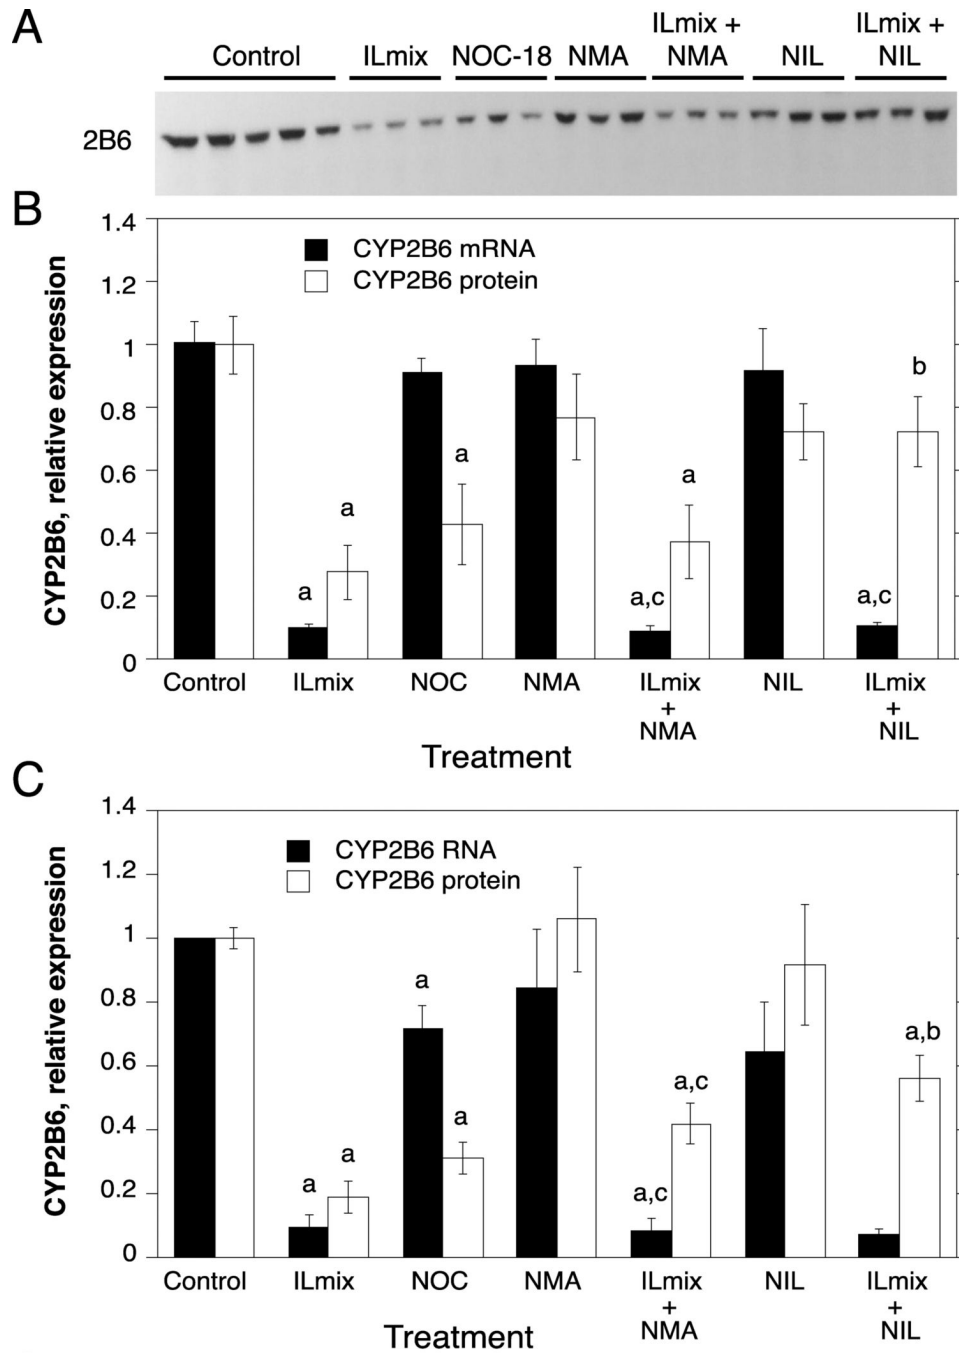 A
Control ILmix NOC-18 NMA ILmix + NMA NIL ILmix + NIL
2B6
B
CYP2B6, relative expression
1.4
1.2
1
0.8
0.6
0.4
0.2
0
CYP2B6 mRNA
CYP2B6 protein
a
a
a
a,c
a
a,c
b
Control ILmix NOC NMA ILmix + NMA NIL ILmix + NIL
Treatment
C
CYP2B6, relative expression
1.4
1.2
1
0.8
0.6
0.4
0.2
0
CYP2B6 RNA
CYP2B6 protein
a
a
a
a
a,c
a,c
a,b
Control ILmix NOC NMA ILmix + NMA NIL ILmix + NIL
Treatment